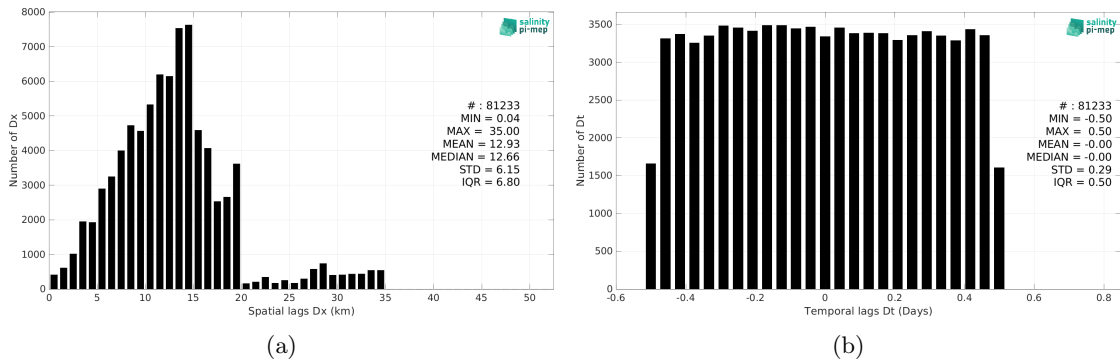 8000
7000
6000
5000
4000
3000
2000
1000
0
Number of Dx
0 5 10 15 20 25 30 35 40 45 50
Spatial lags Dx (km)
salinity
pi-mep
# : 81233
MIN = 0.04
MAX = 35.00
MEAN = 12.93
MEDIAN = 12.66
STD = 6.15
IQR = 6.80
(a)
3500
3000
2500
2000
1500
1000
500
0
Number of Dt
-0.6 -0.4 -0.2 0 0.2 0.4 0.6 0.8
Temporal lags Dt (Days)
salinity
pi-mep
# : 81233
MIN = -0.50
MAX = 0.50
MEAN = -0.00
MEDIAN = -0.00
STD = 0.29
IQR = 0.50
(b)